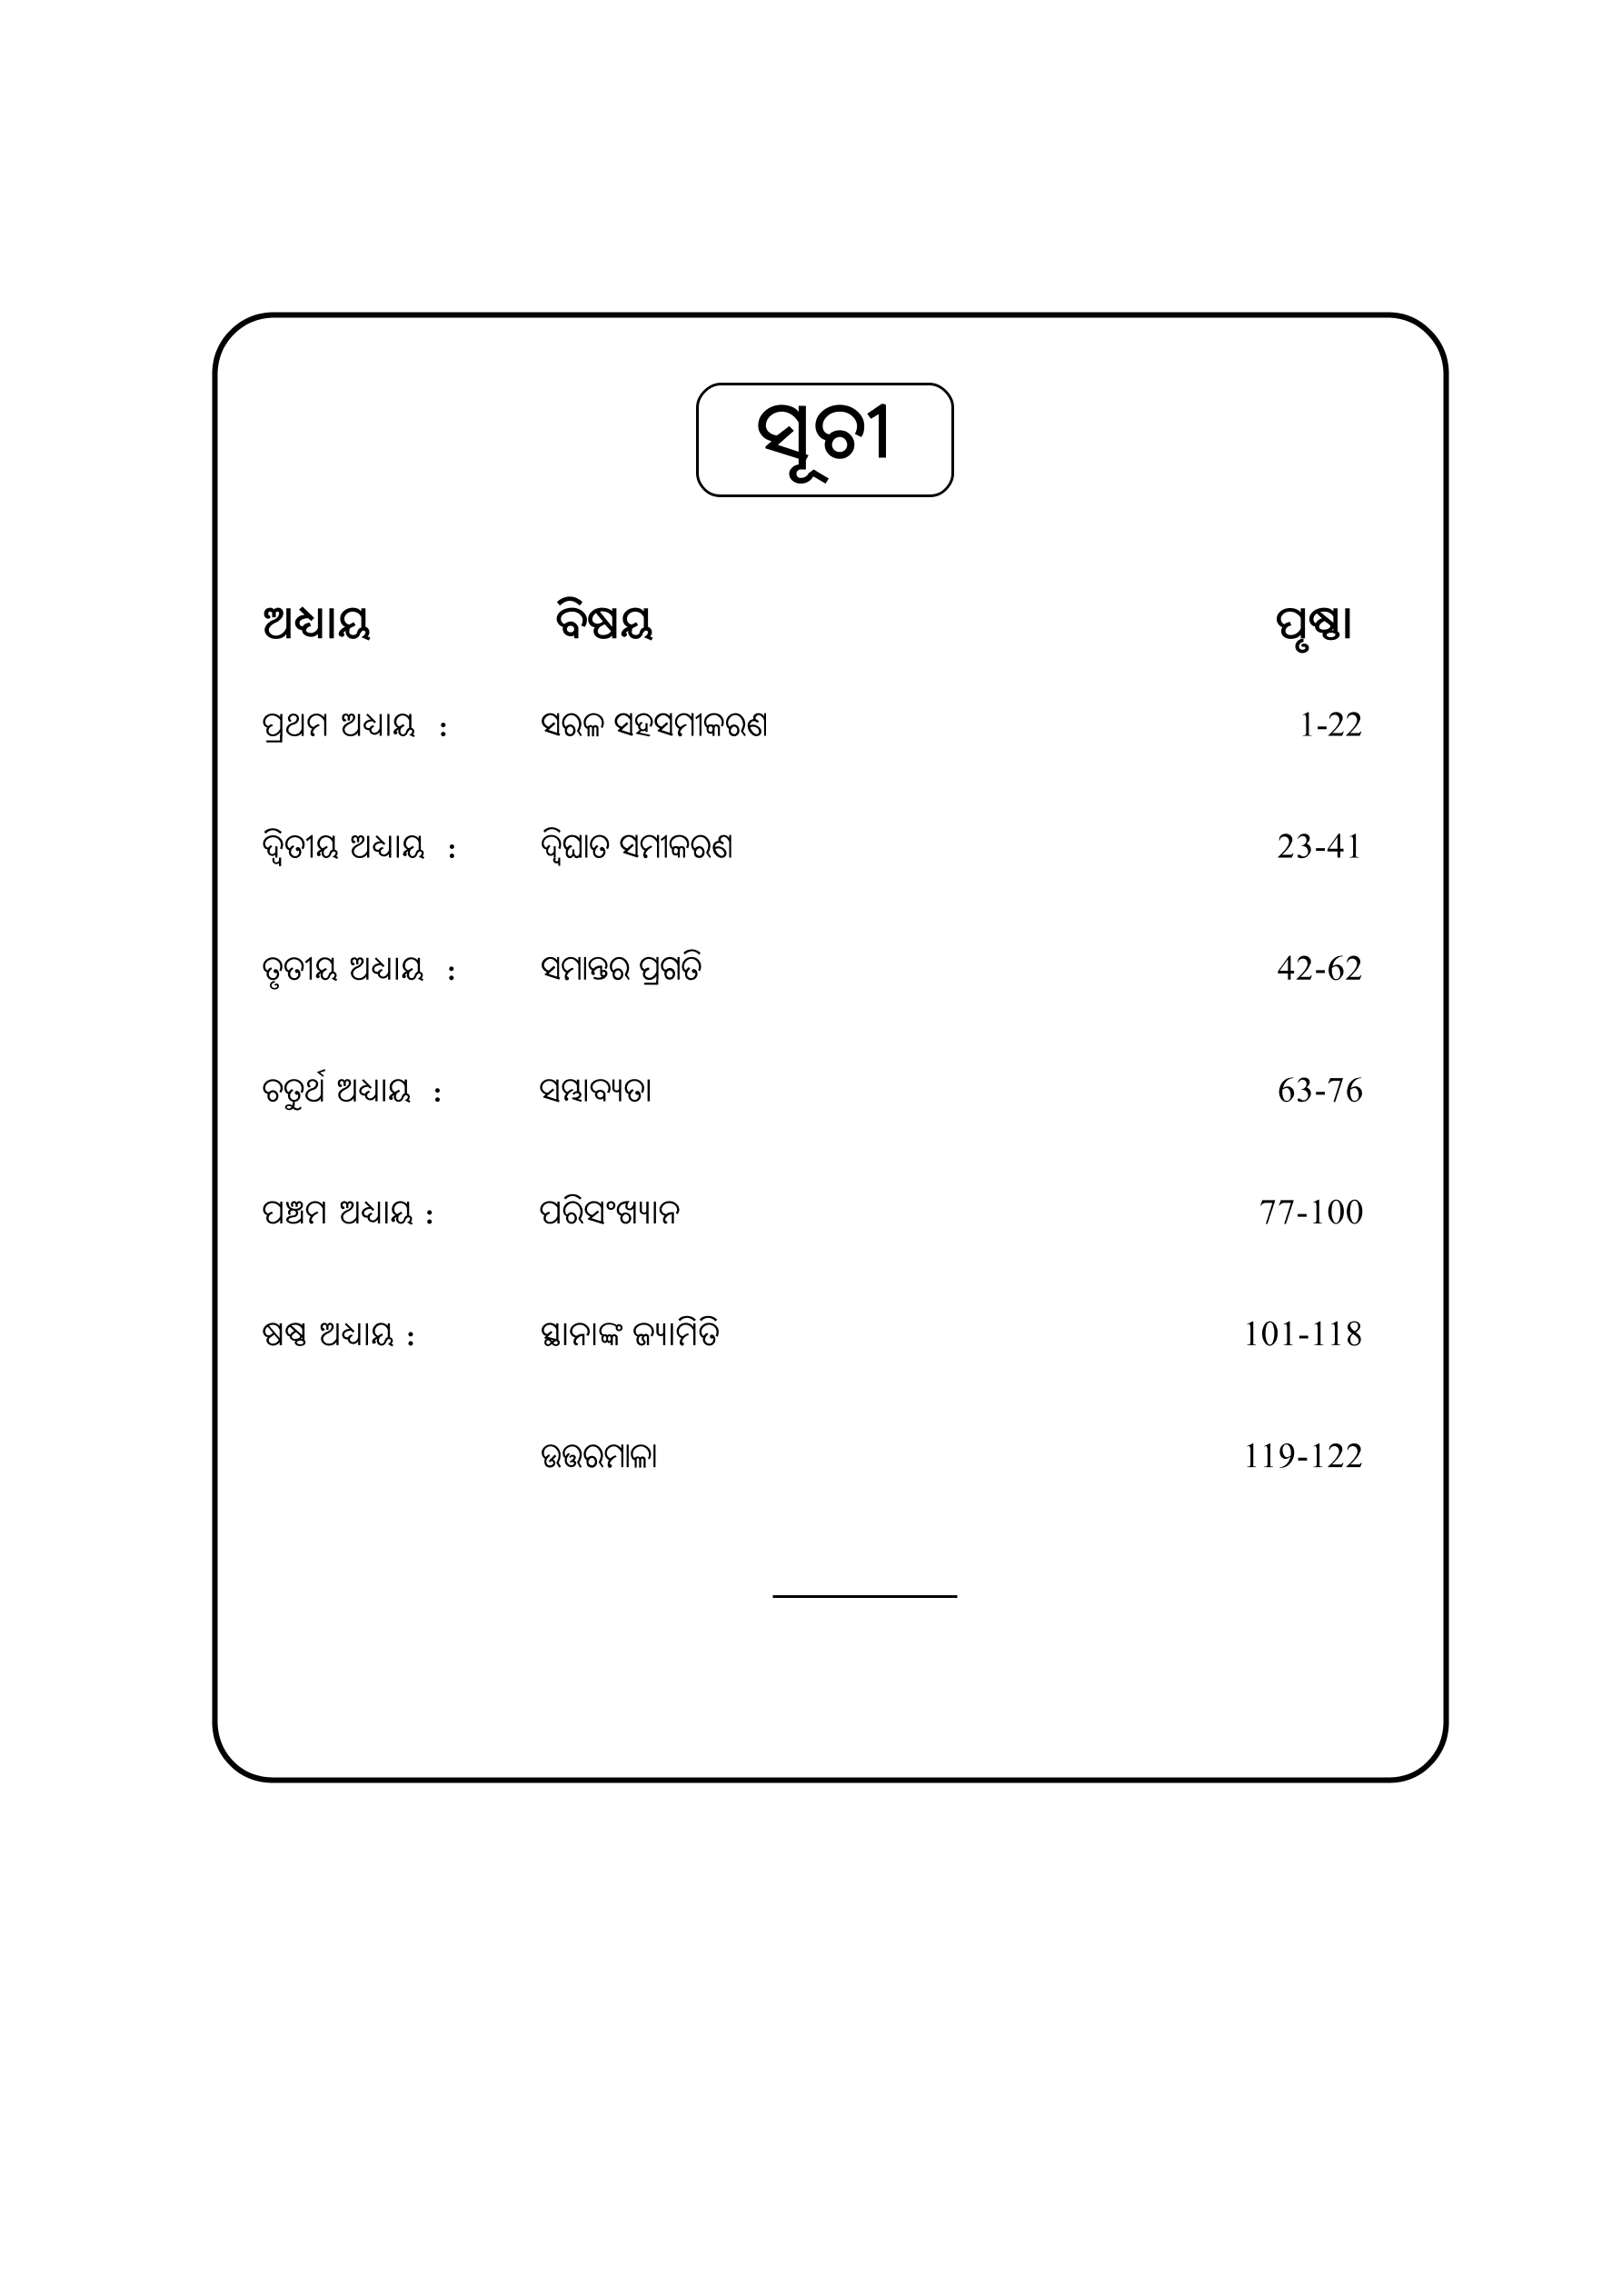 ସୂଚୀ
ଅଧ୍ୟାୟ ବିଷୟ ପୃଷ୍ଠା
ପ୍ରଥମ ଅଧ୍ୟାୟ : ସରଳ ସହସମୀକରଣ 1-22
ଦ୍ୱିତୀୟ ଅଧ୍ୟାୟ : ଦ୍ୱିଘାତ ସମୀକରଣ 23-41
ତୃତୀୟ ଅଧ୍ୟାୟ : ସମାନ୍ତର ପ୍ରଗତି 42-62
ଚତୁର୍ଥ ଅଧ୍ୟାୟ : ସମ୍ଭାବ୍ୟତା 63-76
ପଞ୍ଚମ ଅଧ୍ୟାୟ : ପରିସଂଖ୍ୟାନ 77-100
ଷଷ୍ଠ ଅଧ୍ୟାୟ : ସ୍ଥାନାଙ୍କ ଜ୍ୟାମିତି 101-118
ଉତ୍ତରମାଳା 119-122